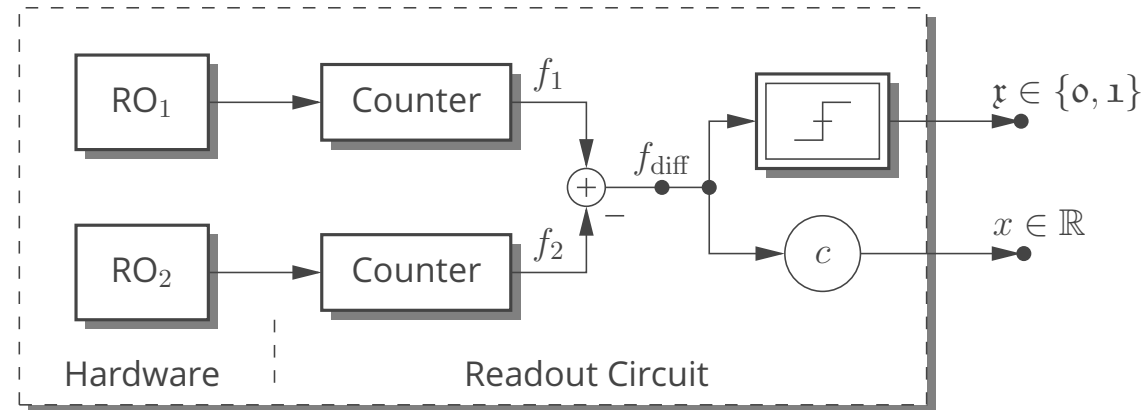 RO₁
Counter
f₁
𝔵 ∈ {0, 1}
f_diff
+
−
RO₂
Counter
f₂
c
x ∈ ℝ
Hardware
Readout Circuit